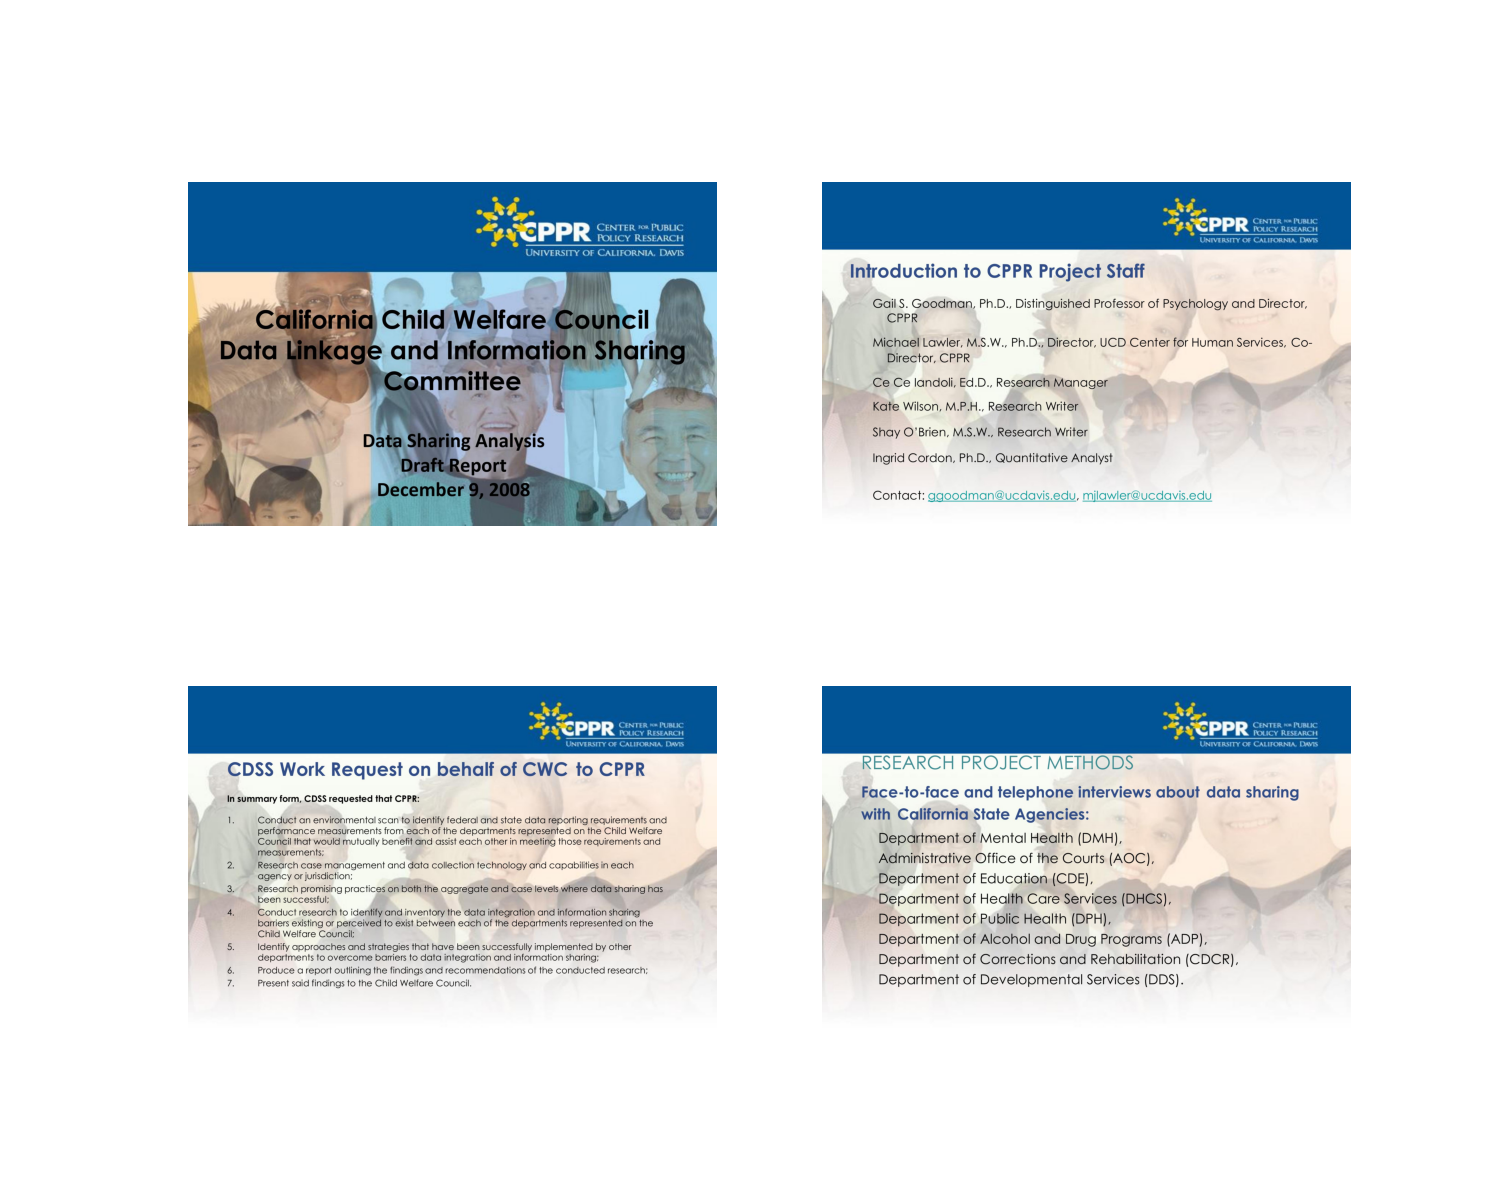 CPPR CENTER FOR PUBLIC
POLICY RESEARCH
UNIVERSITY OF CALIFORNIA, DAVIS
California Child Welfare Council
Data Linkage and Information Sharing
Committee
Data Sharing Analysis
Draft Report
December 9, 2008
CPPR CENTER FOR PUBLIC
POLICY RESEARCH
UNIVERSITY OF CALIFORNIA, DAVIS
Introduction to CPPR Project Staff
Gail S. Goodman, Ph.D., Distinguished Professor of Psychology and Director,
CPPR
Michael Lawler, M.S.W., Ph.D., Director, UCD Center for Human Services, Co-
Director, CPPR
Ce Ce Iandoli, Ed.D., Research Manager
Kate Wilson, M.P.H., Research Writer
Shay O'Brien, M.S.W., Research Writer
Ingrid Cordon, Ph.D., Quantitative Analyst
Contact: ggoodman@ucdavis.edu, mjlawler@ucdavis.edu
CPPR CENTER FOR PUBLIC
POLICY RESEARCH
UNIVERSITY OF CALIFORNIA, DAVIS
CDSS Work Request on behalf of CWC to CPPR
In summary form, CDSS requested that CPPR:
1. Conduct an environmental scan to identify federal and state data reporting requirements and
performance measurements from each of the departments represented on the Child Welfare
Council that would mutually benefit and assist each other in meeting those requirements and
measurements;
2. Research case management and data collection technology and capabilities in each
agency or jurisdiction;
3. Research promising practices on both the aggregate and case levels where data sharing has
been successful;
4. Conduct research to identify and inventory the data integration and information sharing
barriers existing or perceived to exist between each of the departments represented on the
Child Welfare Council;
5. Identify approaches and strategies that have been successfully implemented by other
departments to overcome barriers to data integration and information sharing;
6. Produce a report outlining the findings and recommendations of the conducted research;
7. Present said findings to the Child Welfare Council.
CPPR CENTER FOR PUBLIC
POLICY RESEARCH
UNIVERSITY OF CALIFORNIA, DAVIS
RESEARCH PROJECT METHODS
Face-to-face and telephone interviews about data sharing
with California State Agencies:
Department of Mental Health (DMH),
Administrative Office of the Courts (AOC),
Department of Education (CDE),
Department of Health Care Services (DHCS),
Department of Public Health (DPH),
Department of Alcohol and Drug Programs (ADP),
Department of Corrections and Rehabilitation (CDCR),
Department of Developmental Services (DDS).